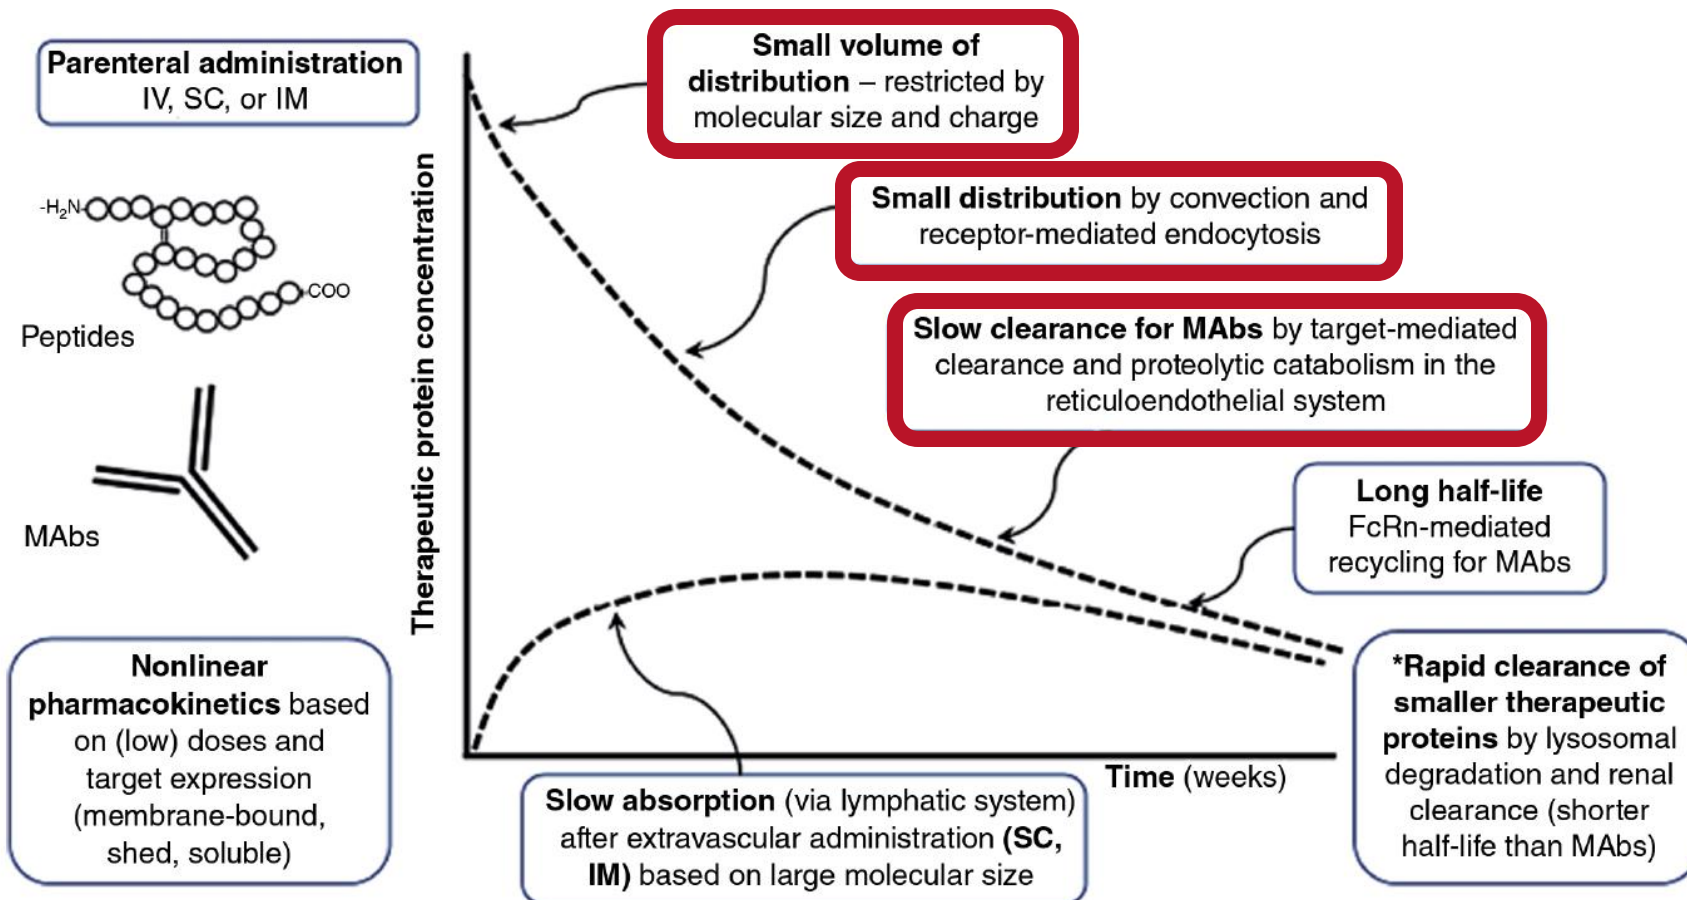 Parenteral administration
IV, SC, or IM
-H₂N
COO
Peptides
MAbs
Nonlinear
pharmacokinetics based
on (low) doses and
target expression
(membrane-bound,
shed, soluble)
Therapeutic protein concentration
Small volume of
distribution – restricted by
molecular size and charge
Small distribution by convection and
receptor-mediated endocytosis
Slow clearance for MAbs by target-mediated
clearance and proteolytic catabolism in the
reticuloendothelial system
Long half-life
FcRn-mediated
recycling for MAbs
*Rapid clearance of
smaller therapeutic
proteins by lysosomal
degradation and renal
clearance (shorter
half-life than MAbs)
Time (weeks)
Slow absorption (via lymphatic system)
after extravascular administration (SC,
IM) based on large molecular size